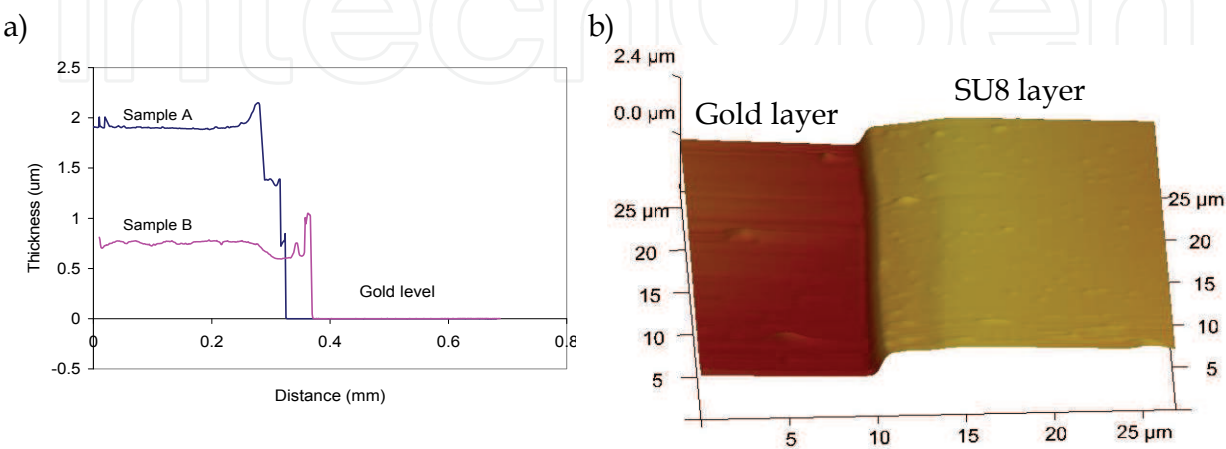 IntechOpen
a)
2.5
2
1.5
1
0.5
0
-0.5
Thickness (um)
Sample A
Sample B
Gold level
0 0.2 0.4 0.6 0.8
Distance (mm)
b)
2.4 µm
0.0 µm
Gold layer
SU8 layer
25 µm
20
15
10
5
25 µm
20
15
10
5
5 10 15 20 25 µm